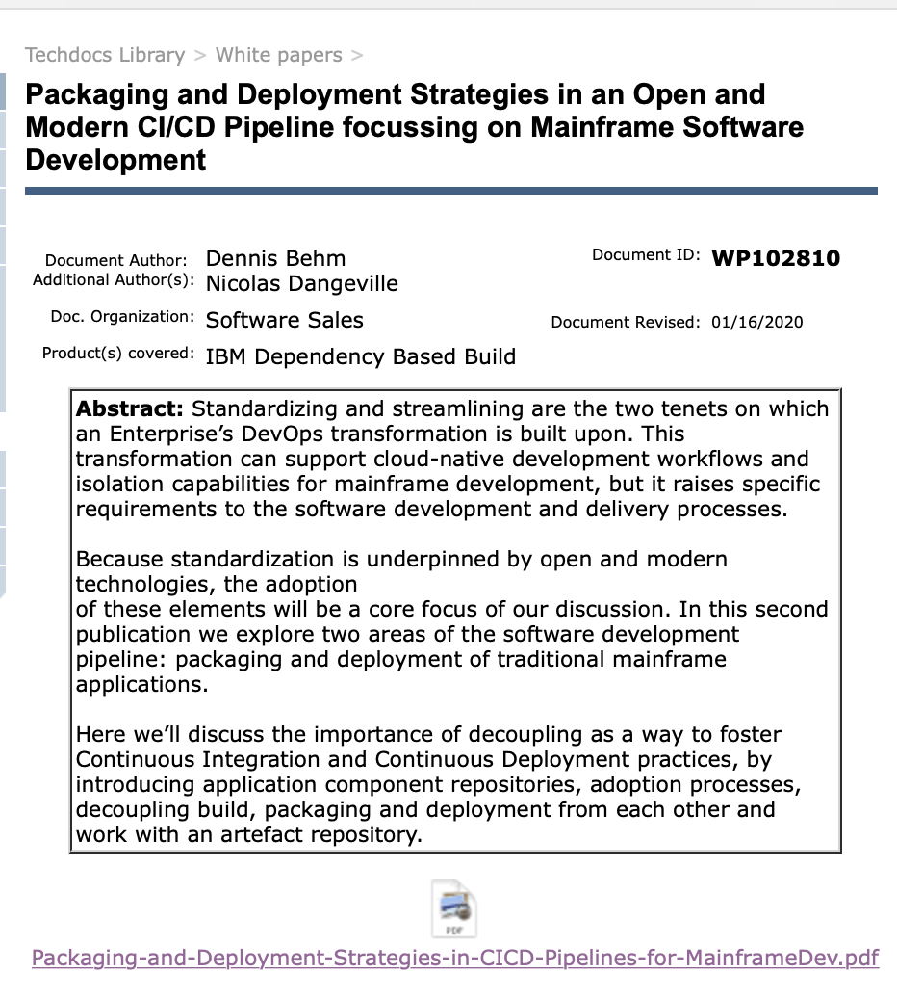 Techdocs Library > White papers >
Packaging and Deployment Strategies in an Open and
Modern CI/CD Pipeline focussing on Mainframe Software
Development
Document Author: Dennis Behm
Document ID: WP102810
Additional Author(s): Nicolas Dangeville
Doc. Organization: Software Sales
Document Revised: 01/16/2020
Product(s) covered: IBM Dependency Based Build
Abstract: Standardizing and streamlining are the two tenets on which
an Enterprise’s DevOps transformation is built upon. This
transformation can support cloud-native development workflows and
isolation capabilities for mainframe development, but it raises specific
requirements to the software development and delivery processes.
Because standardization is underpinned by open and modern
technologies, the adoption
of these elements will be a core focus of our discussion. In this second
publication we explore two areas of the software development
pipeline: packaging and deployment of traditional mainframe
applications.
Here we’ll discuss the importance of decoupling as a way to foster
Continuous Integration and Continuous Deployment practices, by
introducing application component repositories, adoption processes,
decoupling build, packaging and deployment from each other and
work with an artefact repository.
PDF
Packaging-and-Deployment-Strategies-in-CICD-Pipelines-for-MainframeDev.pdf